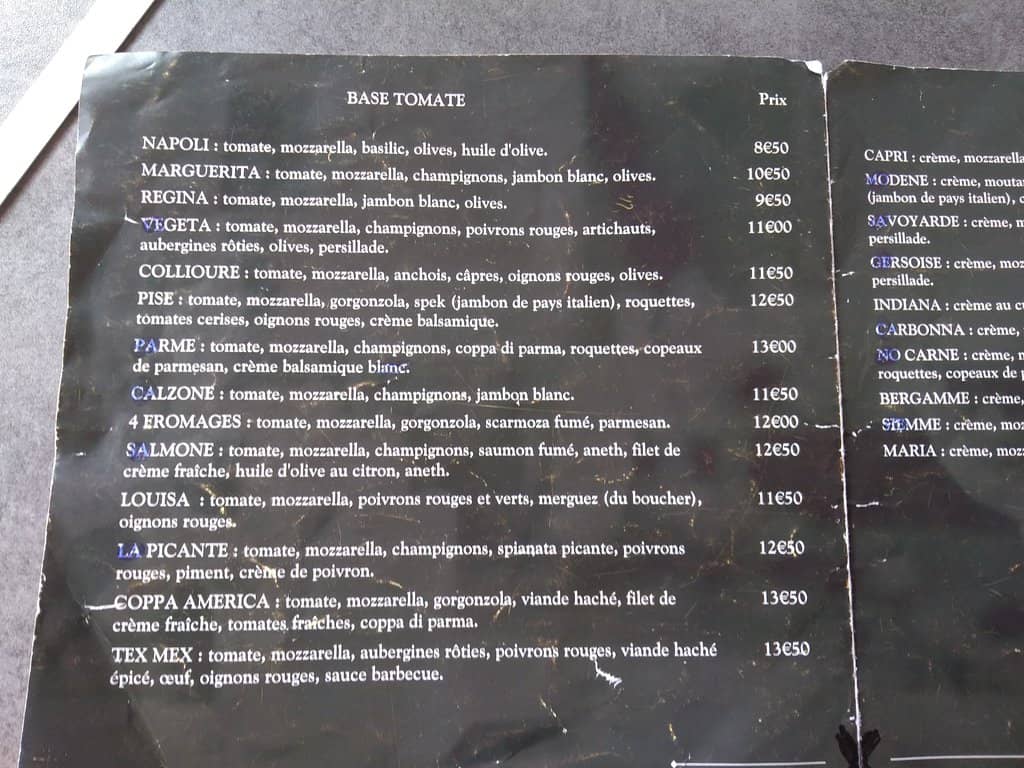 BASE TOMATE Prix
NAPOLI : tomate, mozzarella, basilic, olives, huile d'olive. 8€50
MARGUERITA : tomate, mozzarella, champignons, jambon blanc, olives. 10€50
REGINA : tomate, mozzarella, jambon blanc, olives. 9€50
VEGETA : tomate, mozzarella, champignons, poivrons rouges, artichauts, 11€00
aubergines rôties, olives, persillade.
COLLIOURE : tomate, mozzarella, anchois, câpres, oignons rouges, olives. 11€50
PISE : tomate, mozzarella, gorgonzola, spek (jambon de pays italien), roquettes, 12€50
tomates cerises, oignons rouges, crème balsamique.
PARME : tomate, mozzarella, champignons, coppa di parma, roquettes, copeaux 13€00
de parmesan, crème balsamique blanc.
CALZONE : tomate, mozzarella, champignons, jambon blanc. 11€50
4 FROMAGES : tomate, mozzarella, gorgonzola, scarmoza fumé, parmesan. 12€00
SALMONE : tomate, mozzarella, champignons, saumon fumé, aneth, filet de 12€50
crème fraîche, huile d'olive au citron, aneth.
LOUISA : tomate, mozzarella, poivrons rouges et verts, merguez (du boucher), 11€50
oignons rouges.
LA PICANTE : tomate, mozzarella, champignons, spianata picante, poivrons 12€50
rouges, piment, crème de poivron.
COPPA AMERICA : tomate, mozzarella, gorgonzola, viande haché, filet de 13€50
crème fraîche, tomates fraîches, coppa di parma.
TEX MEX : tomate, mozzarella, aubergines rôties, poivrons rouges, viande haché 13€50
épicé, œuf, oignons rouges, sauce barbecue.
CAPRI : crème, mozzarella
MODENE : crème, moutar
(jambon de pays italien),
SAVOYARDE : crème,
persillade.
GERSOISE : crème, moz
persillade.
INDIANA : crème au
CARBONNA : crème,
NO CARNE : crème,
roquettes, copeaux de
BERGAMME : crème,
SIEMME : crème, moz
MARIA : crème, moz